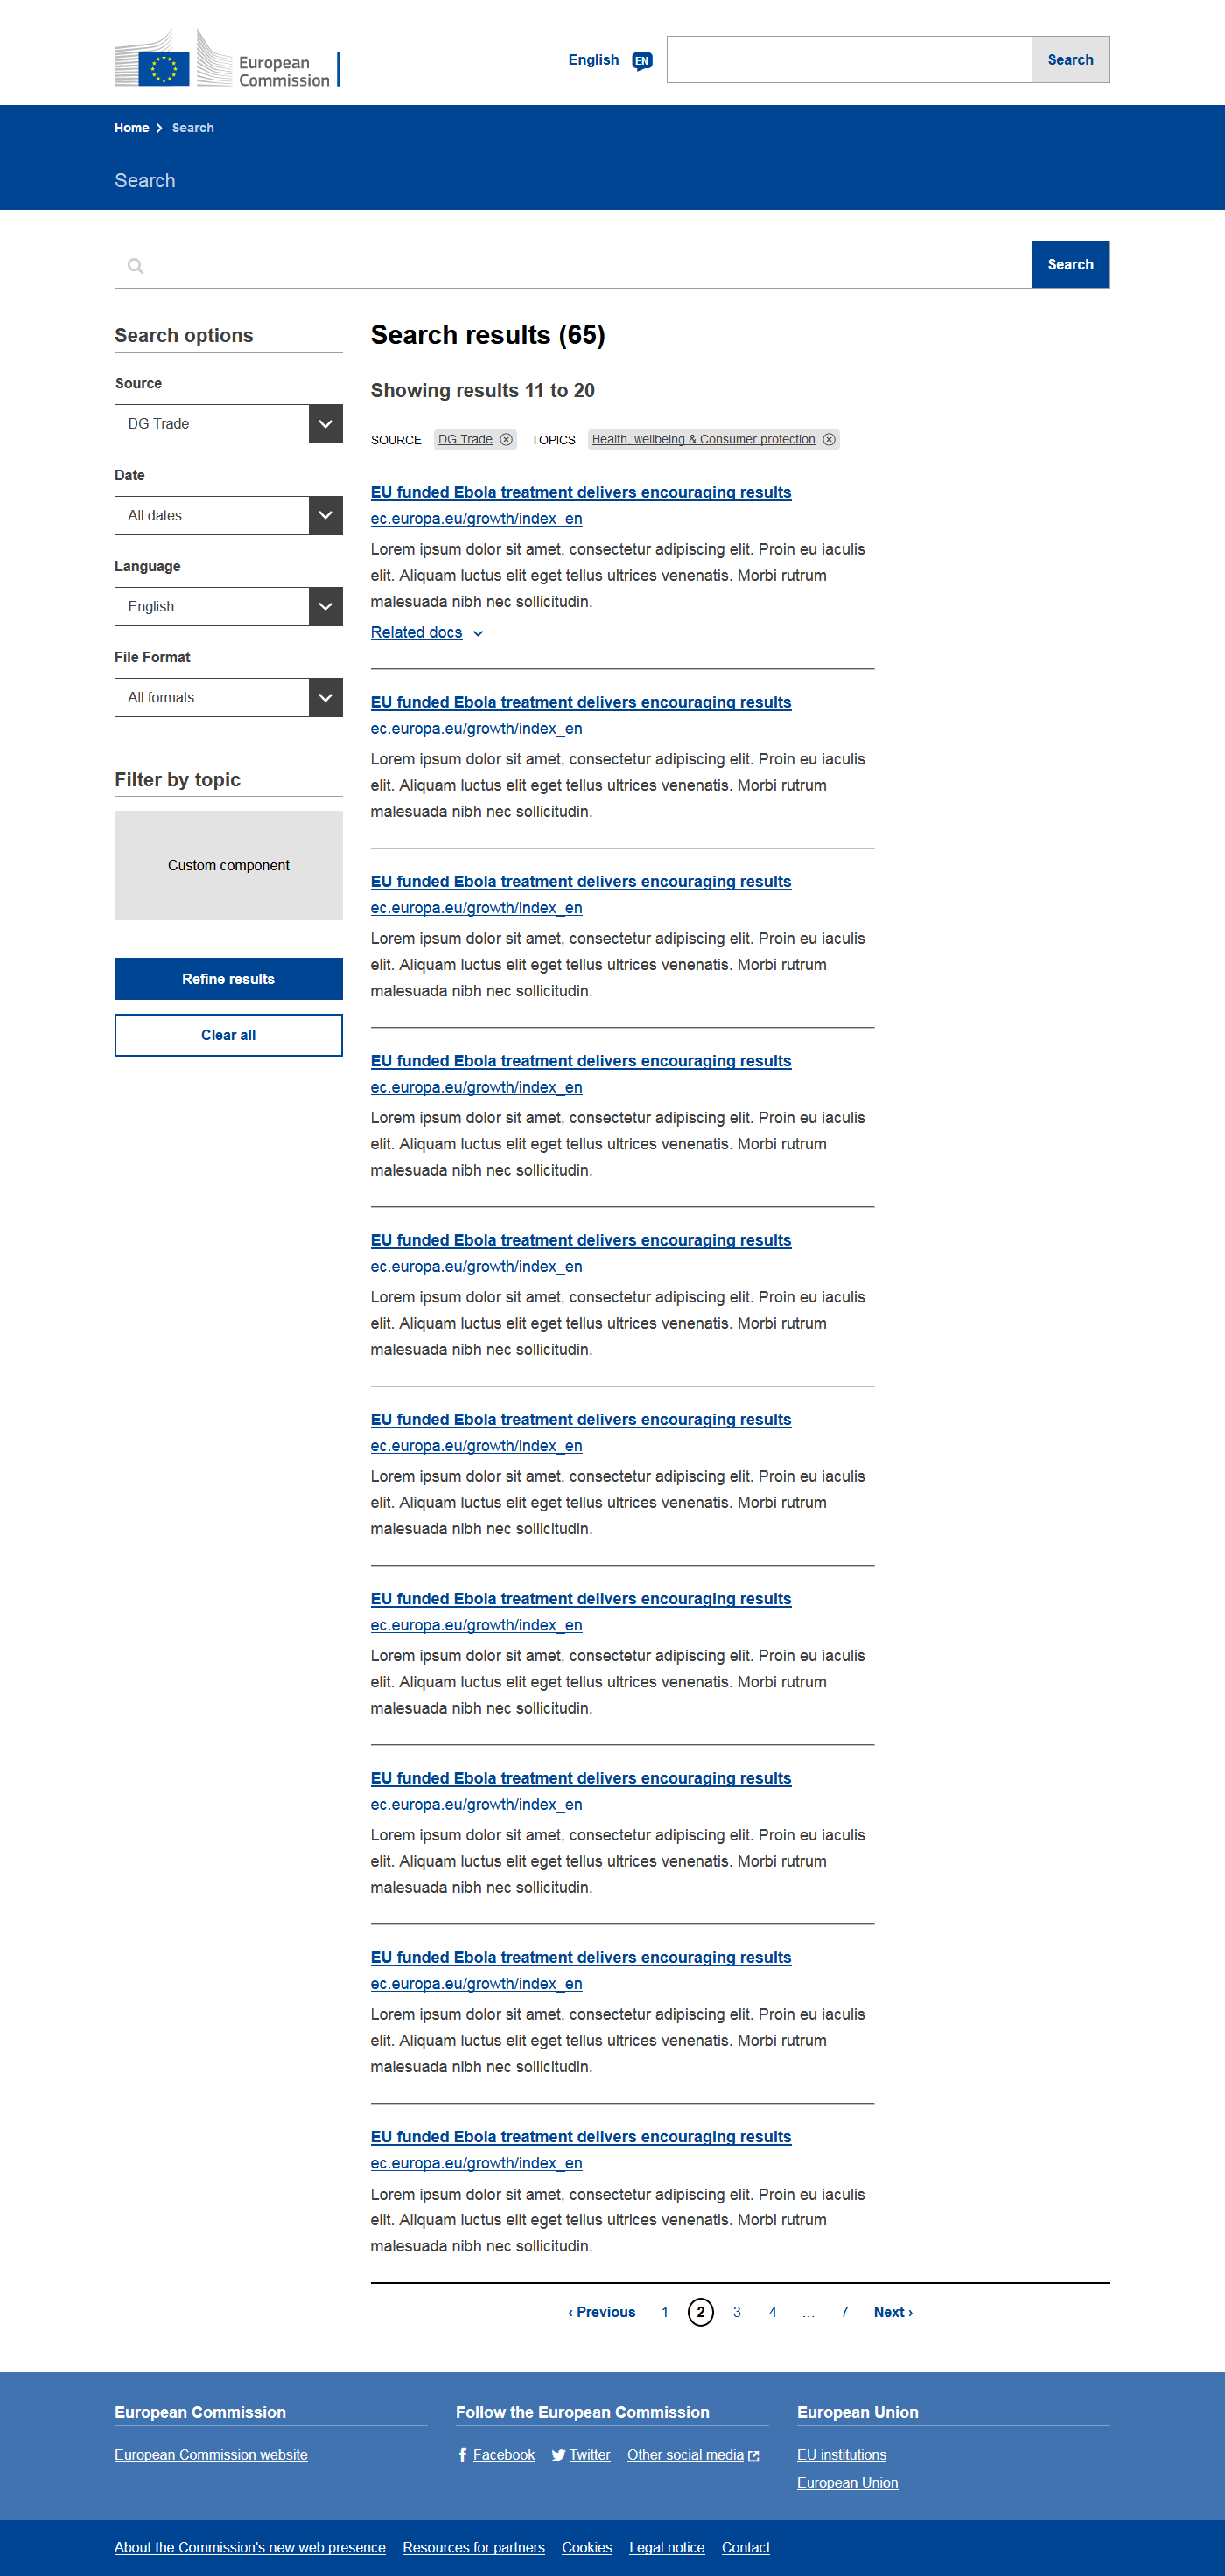 European
Commission
English EN
Search
Home Search
Search
Search
Search options
Source
DG Trade
Date
All dates
Language
English
File Format
All formats
Filter by topic
Custom component
Refine results
Clear all
Search results (65)
Showing results 11 to 20
SOURCE DG Trade TOPICS Health, wellbeing & Consumer protection
EU funded Ebola treatment delivers encouraging results
ec.europa.eu/growth/index_en
Lorem ipsum dolor sit amet, consectetur adipiscing elit. Proin eu iaculis
elit. Aliquam luctus elit eget tellus ultrices venenatis. Morbi rutrum
malesuada nibh nec sollicitudin.
Related docs
EU funded Ebola treatment delivers encouraging results
ec.europa.eu/growth/index_en
Lorem ipsum dolor sit amet, consectetur adipiscing elit. Proin eu iaculis
elit. Aliquam luctus elit eget tellus ultrices venenatis. Morbi rutrum
malesuada nibh nec sollicitudin.
EU funded Ebola treatment delivers encouraging results
ec.europa.eu/growth/index_en
Lorem ipsum dolor sit amet, consectetur adipiscing elit. Proin eu iaculis
elit. Aliquam luctus elit eget tellus ultrices venenatis. Morbi rutrum
malesuada nibh nec sollicitudin.
EU funded Ebola treatment delivers encouraging results
ec.europa.eu/growth/index_en
Lorem ipsum dolor sit amet, consectetur adipiscing elit. Proin eu iaculis
elit. Aliquam luctus elit eget tellus ultrices venenatis. Morbi rutrum
malesuada nibh nec sollicitudin.
EU funded Ebola treatment delivers encouraging results
ec.europa.eu/growth/index_en
Lorem ipsum dolor sit amet, consectetur adipiscing elit. Proin eu iaculis
elit. Aliquam luctus elit eget tellus ultrices venenatis. Morbi rutrum
malesuada nibh nec sollicitudin.
EU funded Ebola treatment delivers encouraging results
ec.europa.eu/growth/index_en
Lorem ipsum dolor sit amet, consectetur adipiscing elit. Proin eu iaculis
elit. Aliquam luctus elit eget tellus ultrices venenatis. Morbi rutrum
malesuada nibh nec sollicitudin.
EU funded Ebola treatment delivers encouraging results
ec.europa.eu/growth/index_en
Lorem ipsum dolor sit amet, consectetur adipiscing elit. Proin eu iaculis
elit. Aliquam luctus elit eget tellus ultrices venenatis. Morbi rutrum
malesuada nibh nec sollicitudin.
EU funded Ebola treatment delivers encouraging results
ec.europa.eu/growth/index_en
Lorem ipsum dolor sit amet, consectetur adipiscing elit. Proin eu iaculis
elit. Aliquam luctus elit eget tellus ultrices venenatis. Morbi rutrum
malesuada nibh nec sollicitudin.
EU funded Ebola treatment delivers encouraging results
ec.europa.eu/growth/index_en
Lorem ipsum dolor sit amet, consectetur adipiscing elit. Proin eu iaculis
elit. Aliquam luctus elit eget tellus ultrices venenatis. Morbi rutrum
malesuada nibh nec sollicitudin.
EU funded Ebola treatment delivers encouraging results
ec.europa.eu/growth/index_en
Lorem ipsum dolor sit amet, consectetur adipiscing elit. Proin eu iaculis
elit. Aliquam luctus elit eget tellus ultrices venenatis. Morbi rutrum
malesuada nibh nec sollicitudin.
‹ Previous 1 2 3 4 … 7 Next ›
European Commission
European Commission website
Follow the European Commission
Facebook Twitter Other social media
European Union
EU institutions
European Union
About the Commission's new web presence Resources for partners Cookies Legal notice Contact